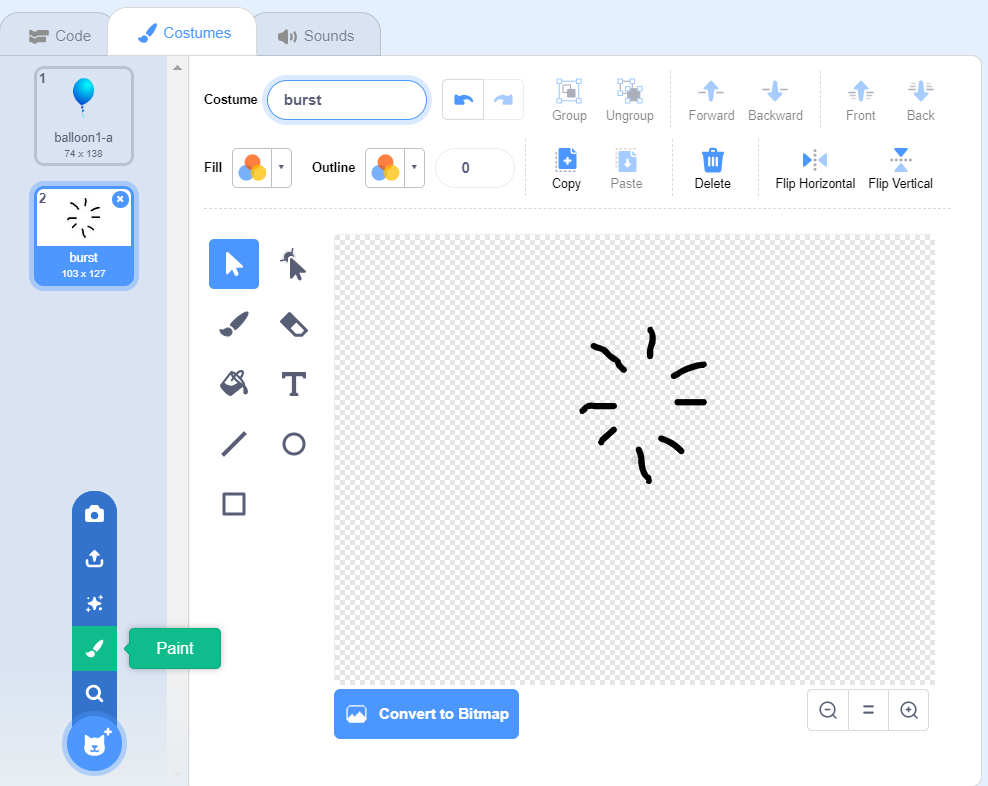 Code
Costumes
Sounds
1
balloon1-a
74 x 138
2
burst
103 x 127
Costume
burst
Group
Ungroup
Forward
Backward
Front
Back
Fill
Outline
0
Copy
Paste
Delete
Flip Horizontal
Flip Vertical
T
Paint
Convert to Bitmap